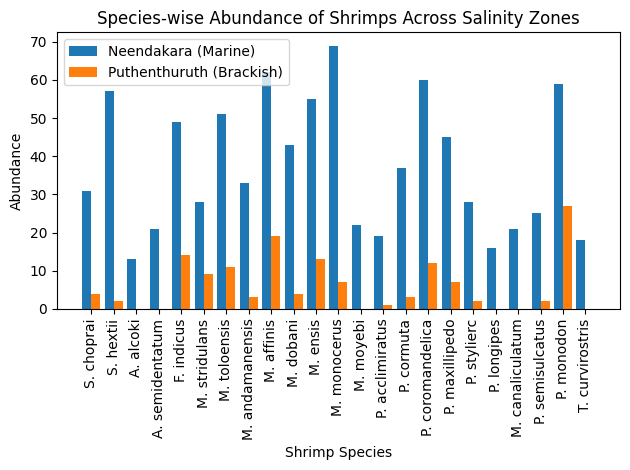 Species-wise Abundance of Shrimps Across Salinity Zones
Neendakara (Marine)
Puthenthuruth (Brackish)
Abundance
70
60
50
40
30
20
10
0
S. choprai
S. hextii
A. alcoki
A. semidentatum
F. indicus
M. stridulans
M. toloensis
M. andamanensis
M. affinis
M. dobani
M. ensis
M. monocerus
M. moyebi
P. acclimiratus
P. cormuta
P. coromandelica
P. maxillipedo
P. stylierc
P. longipes
M. canaliculatum
P. semisulcatus
P. monodon
T. curvirostris
Shrimp Species